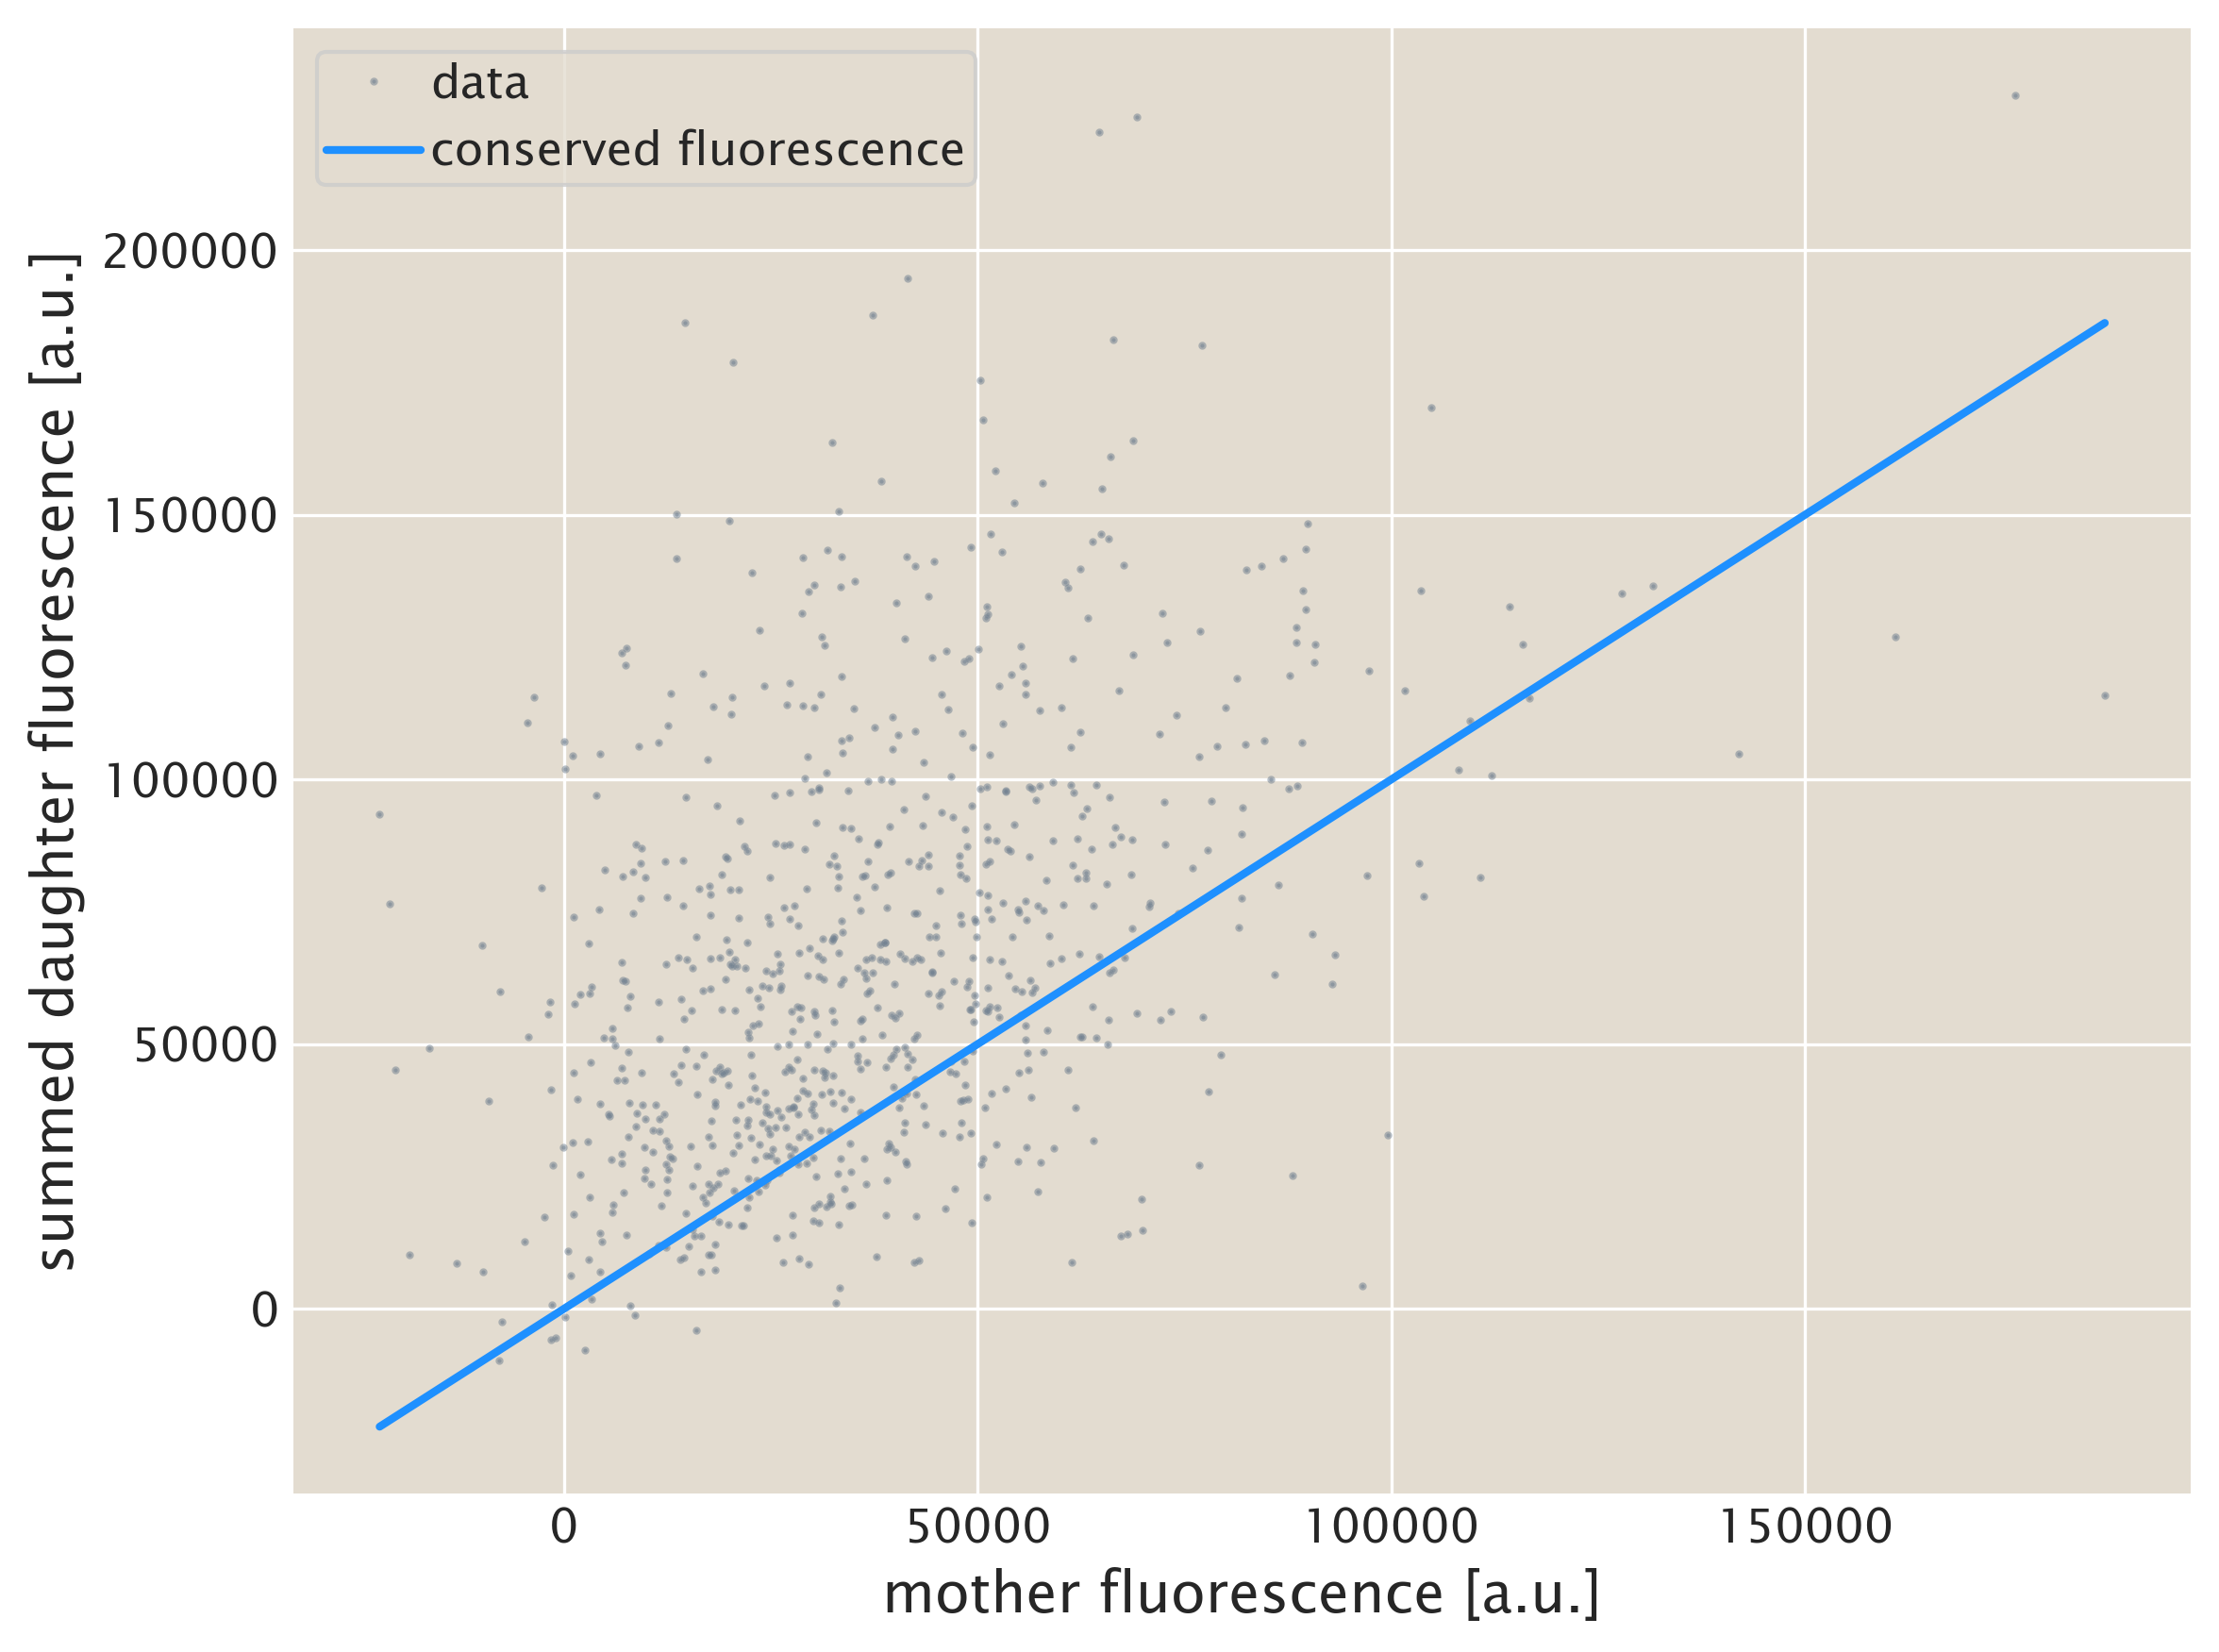 data
conserved fluorescence
summed daughter fluorescence [a.u.]
200000
150000
100000
50000
0
0
50000
100000
150000
mother fluorescence [a.u.]